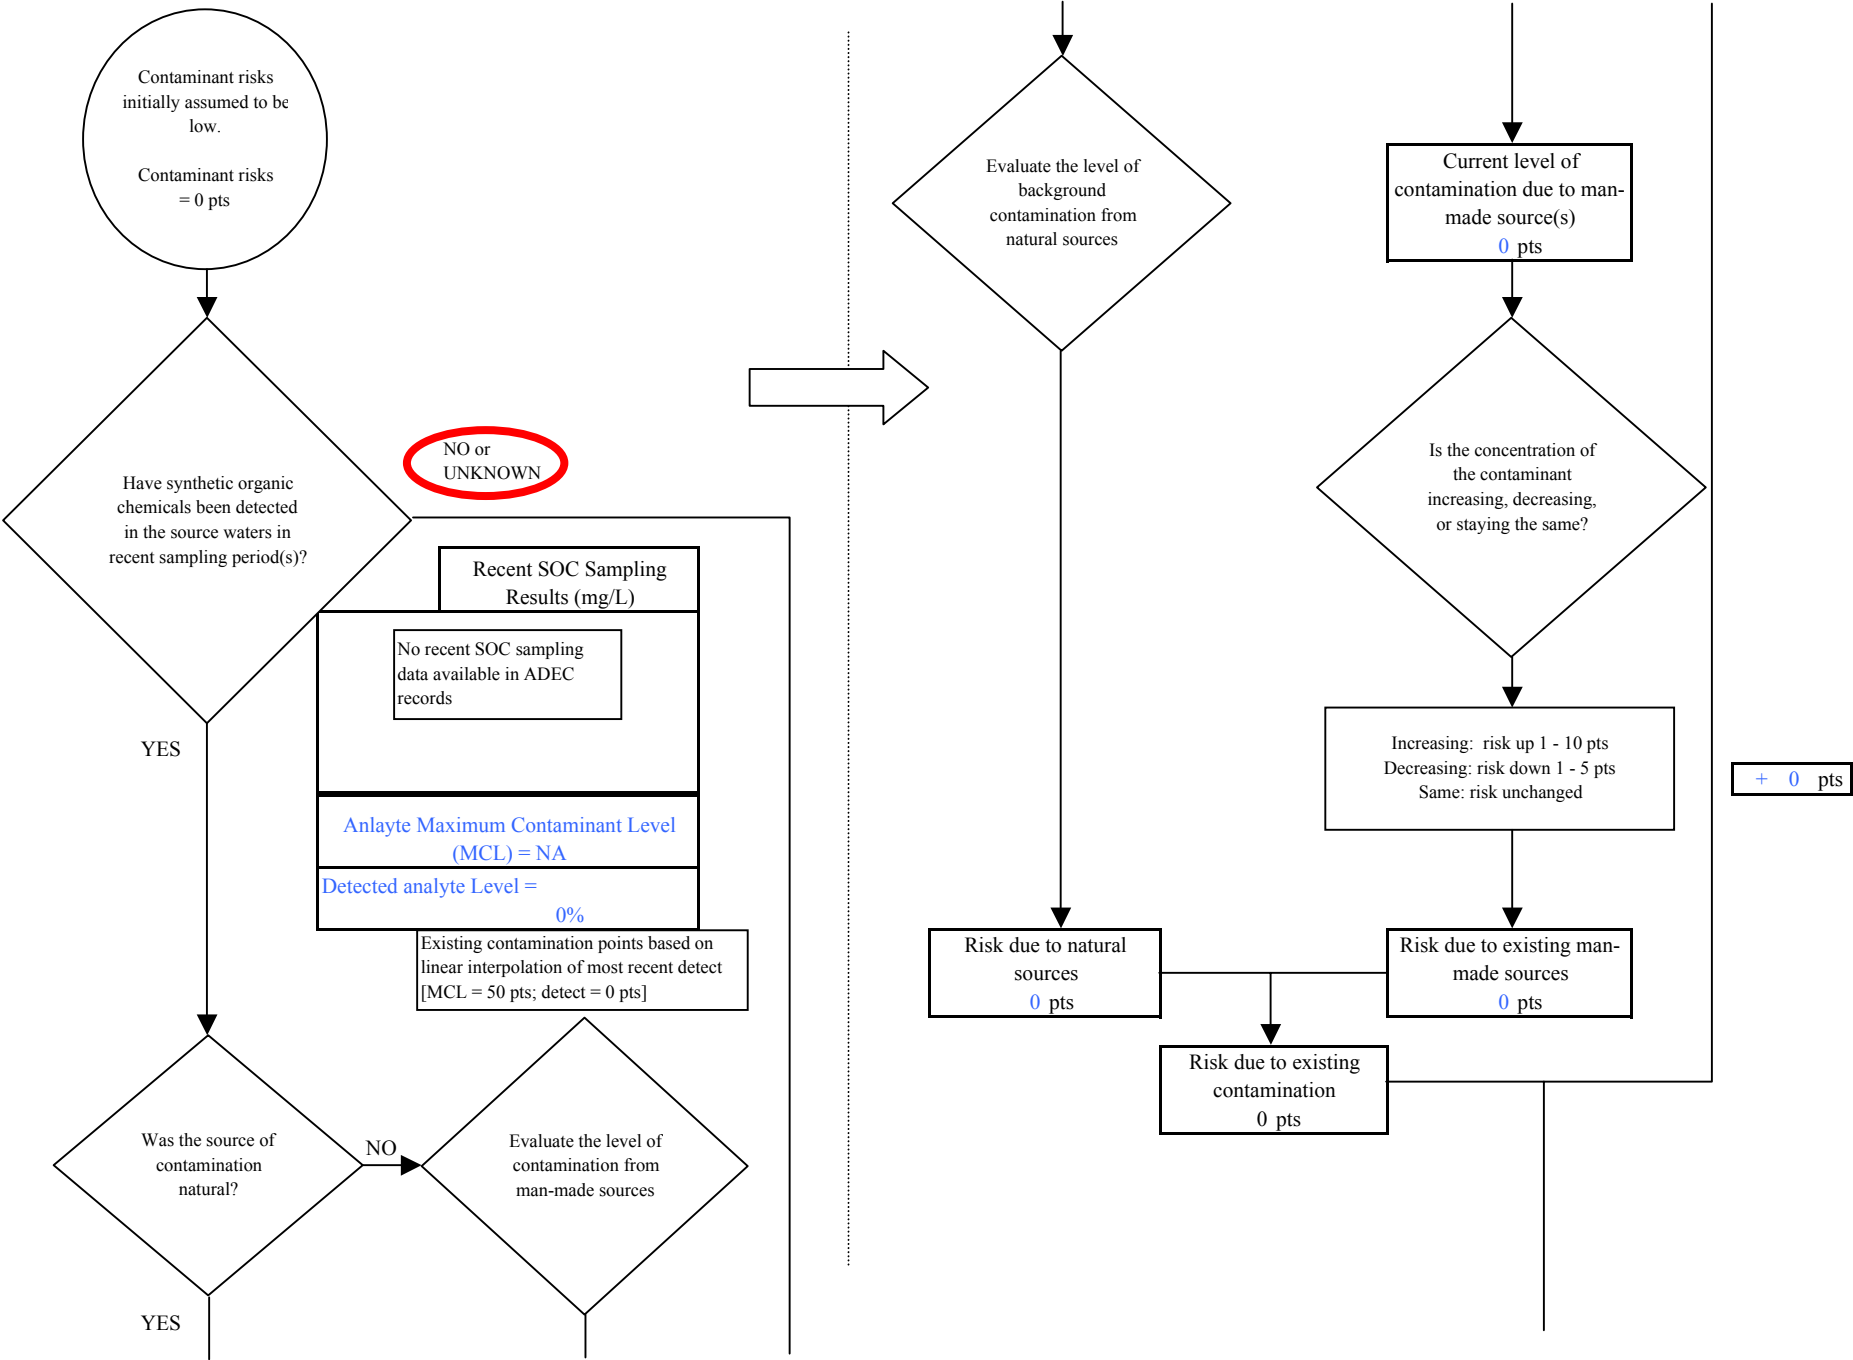 Contaminant risks
initially assumed to be
low.
Contaminant risks
= 0 pts
NO or
UNKNOWN
Have synthetic organic
chemicals been detected
in the source waters in
recent sampling period(s)?
Recent SOC Sampling
Results (mg/L)
No recent SOC sampling
data available in ADEC
records
YES
Anlayte Maximum Contaminant Level
(MCL) = NA
Detected analyte Level =
0%
Existing contamination points based on
linear interpolation of most recent detect
[MCL = 50 pts; detect = 0 pts]
Was the source of
contamination
natural?
NO
Evaluate the level of
contamination from
man-made sources
YES
Evaluate the level of
background
contamination from
natural sources
Current level of
contamination due to man-
made source(s)
0 pts
Is the concentration of
the contaminant
increasing, decreasing,
or staying the same?
Increasing: risk up 1 - 10 pts
Decreasing: risk down 1 - 5 pts
Same: risk unchanged
+ 0 pts
Risk due to natural
sources
0 pts
Risk due to existing man-
made sources
0 pts
Risk due to existing
contamination
0 pts